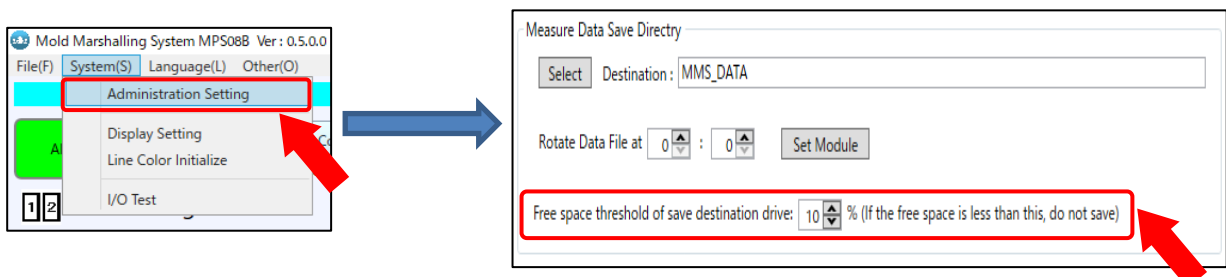 Mold Marshalling System MPS08B Ver : 0.5.0.0
File(F) System(S) Language(L) Other(O)
Administration Setting
Display Setting
Line Color Initialize
I/O Test
1 2
Measure Data Save Directry
Select Destination : MMS_DATA
Rotate Data File at 0 : 0 Set Module
Free space threshold of save destination drive: 10 % (If the free space is less than this, do not save)